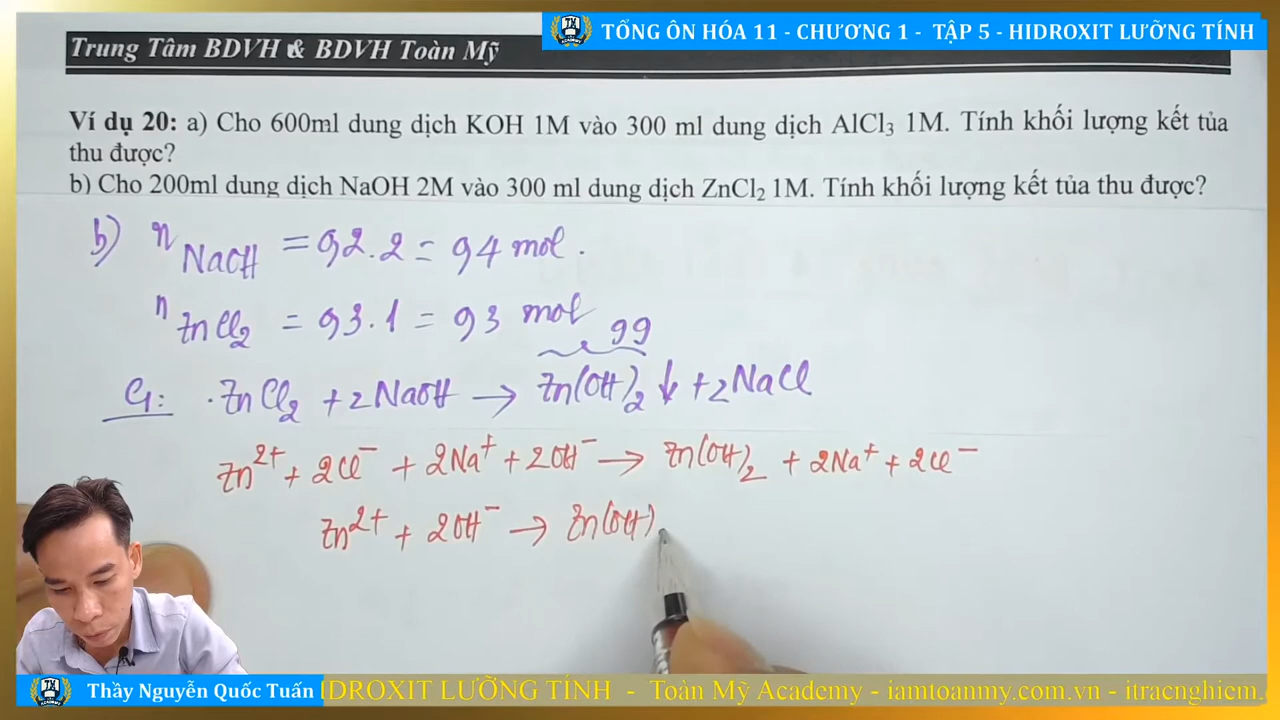 TỔNG ÔN HÓA 11 - CHƯƠNG 1 - TẬP 5 - HIDROXIT LƯỠNG TÍNH
Trung Tâm BDVH & BDVH Toàn Mỹ
Ví dụ 20: a) Cho 600ml dung dịch KOH 1M vào 300 ml dung dịch AlCl₃ 1M. Tính khối lượng kết tủa
thu được?
b) Cho 200ml dung dịch NaOH 2M vào 300 ml dung dịch ZnCl₂ 1M. Tính khối lượng kết tủa thu được?
b) n NaOH = 0,2.2 = 0,4 mol.
n ZnCl₂ = 0,3.1 = 0,3 mol
99
G: ·ZnCl₂ + 2NaOH → Zn(OH)₂↓ + 2NaCl
Zn²⁺ + 2Cl⁻ + 2Na⁺ + 2OH⁻ → Zn(OH)₂ + 2Na⁺ + 2Cl⁻
Zn²⁺ + 2OH⁻ → Zn(OH)
Thầy Nguyễn Quốc Tuấn
IDROXIT LƯỠNG TÍNH - Toàn Mỹ Academy - iamtoanmy.com.vn - itracnghiem.